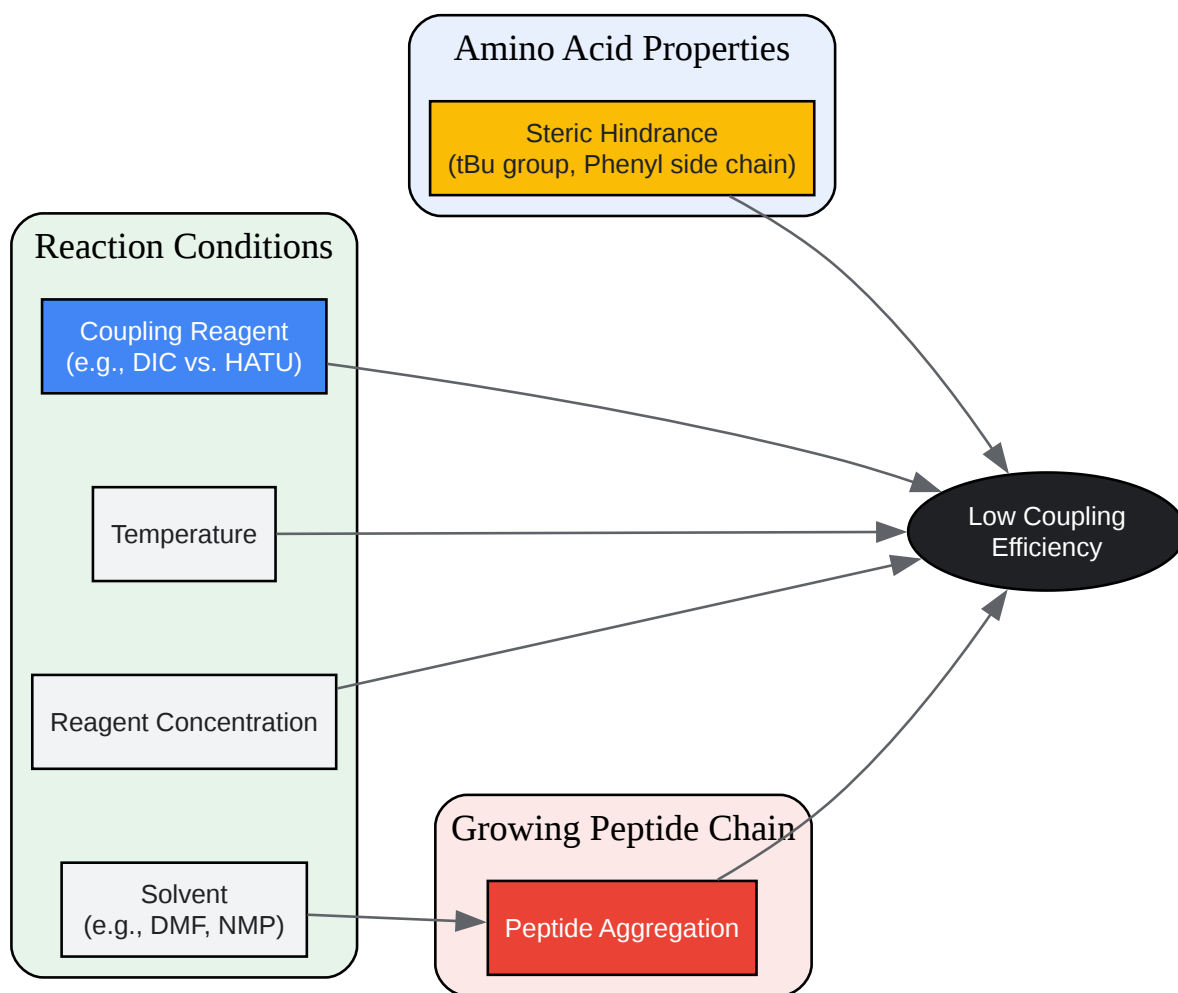 Amino Acid Properties
Steric Hindrance
(tBu group, Phenyl side chain)
Reaction Conditions
Coupling Reagent
(e.g., DIC vs. HATU)
Temperature
Reagent Concentration
Solvent
(e.g., DMF, NMP)
Growing Peptide Chain
Peptide Aggregation
Low Coupling
Efficiency